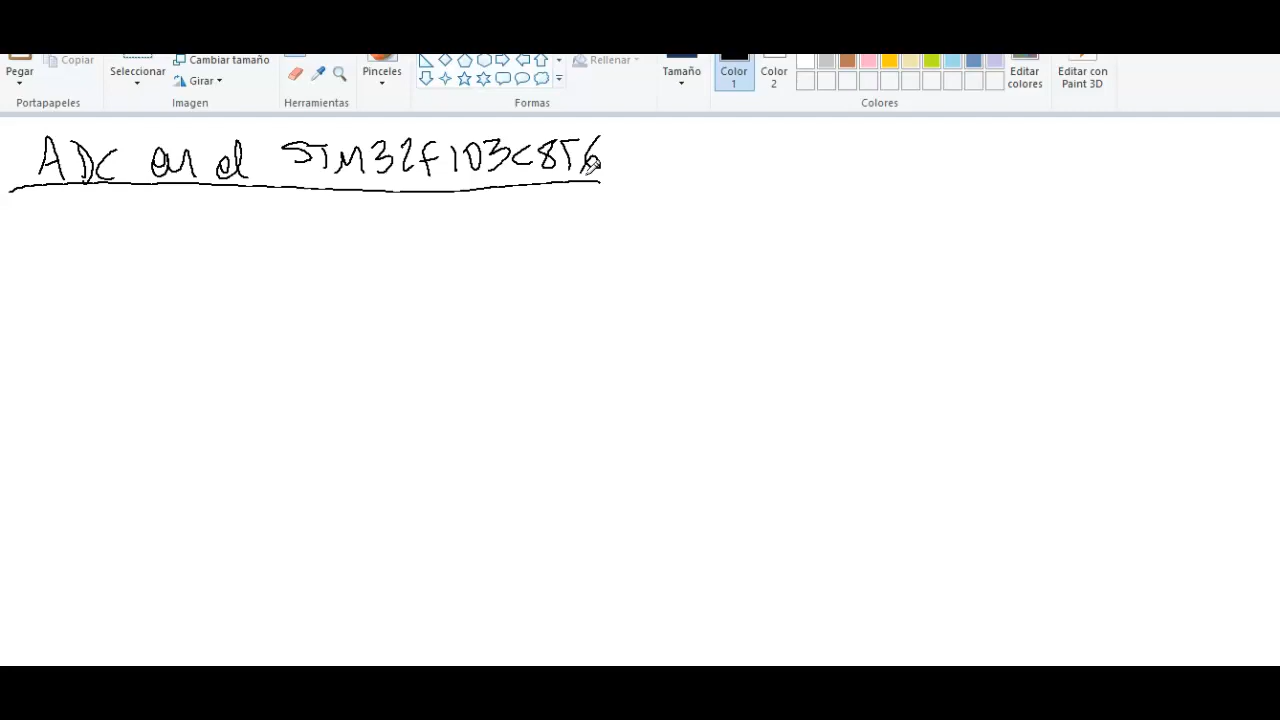 Copiar Cambiar tamaño Rellenar
Pegar Seleccionar Girar Pinceles Tamaño Color 1 Color 2 Editar colores Editar con Paint 3D
Portapapeles Imagen Herramientas Formas Colores
ADC en el STM32F103C8T6